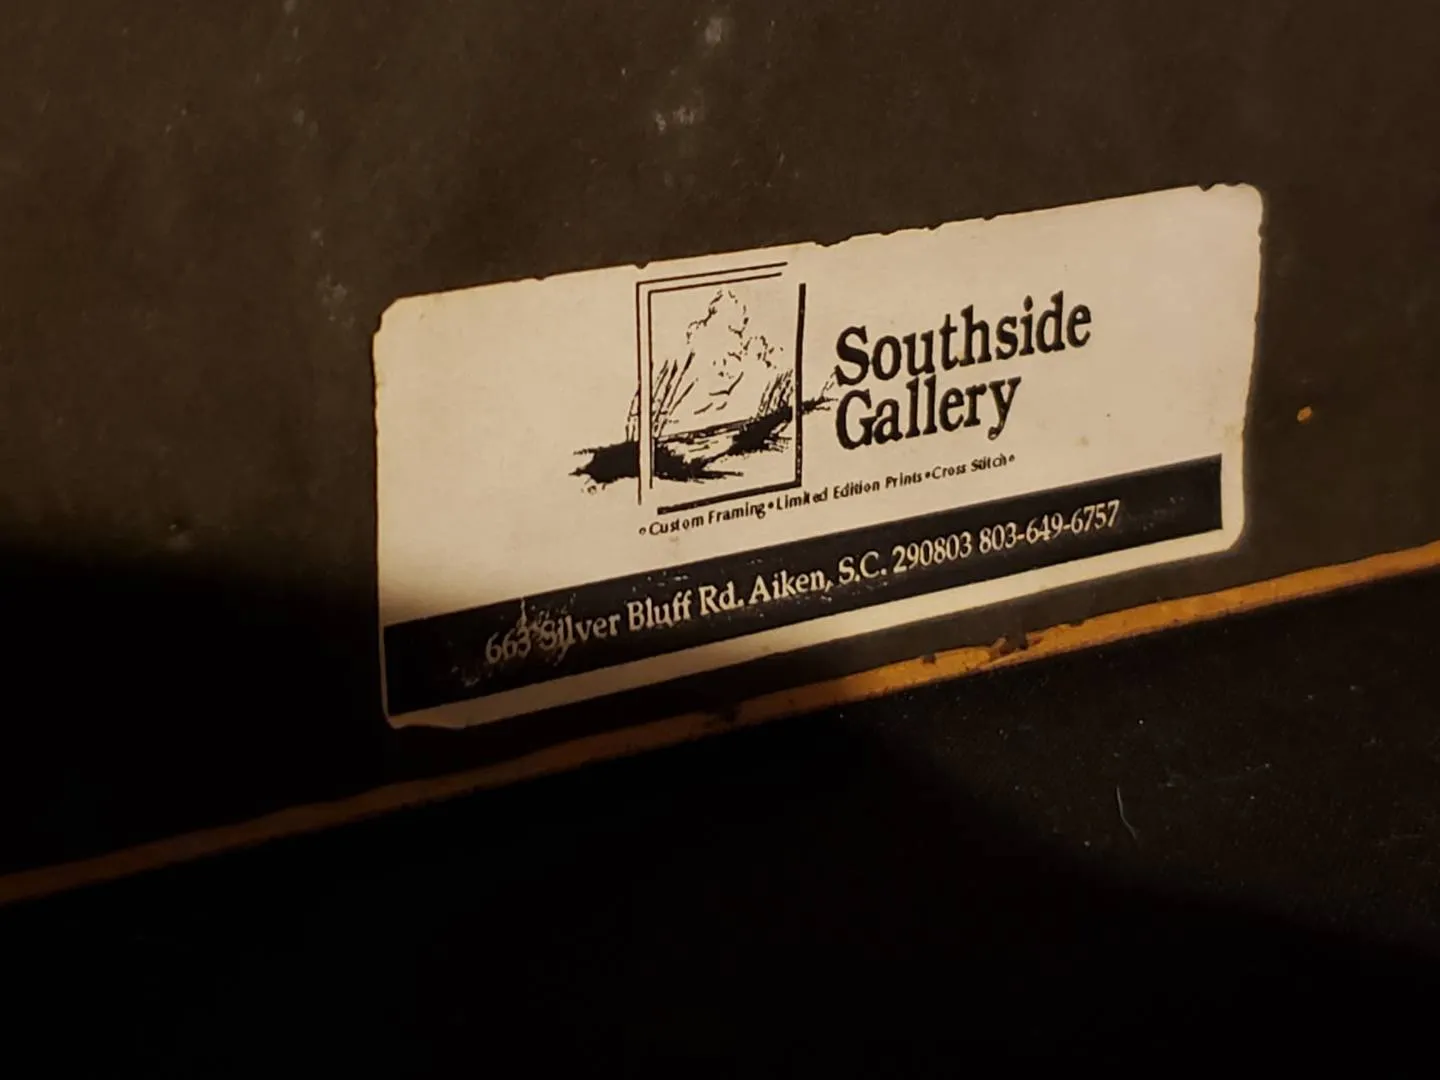 Southside
Gallery
•Custom Framing•Limited Edition Prints•Cross Stitch•
663 Silver Bluff Rd. Aiken, S.C. 290803 803-649-6757